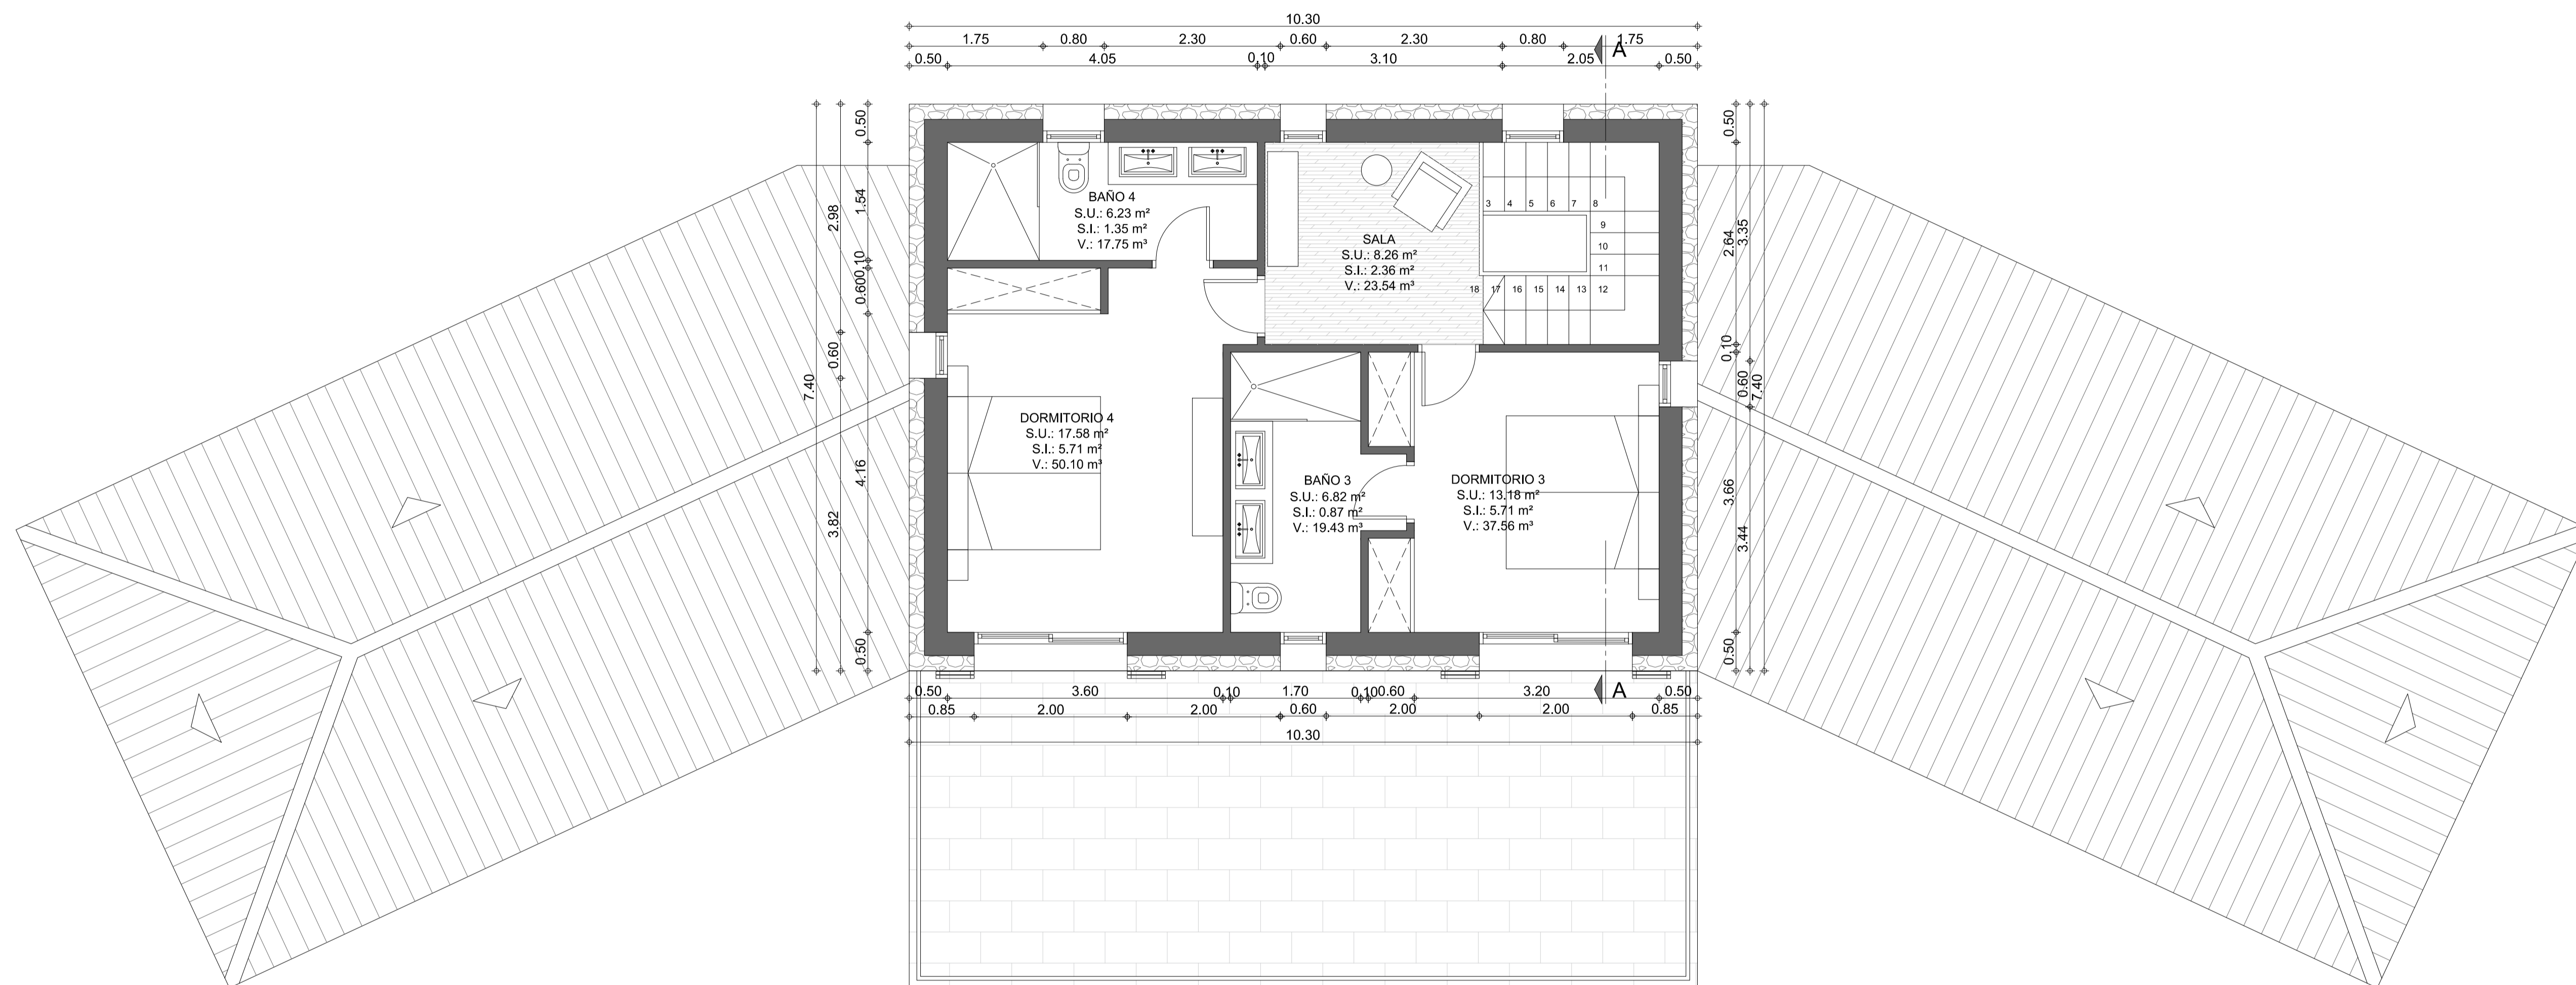 10.30
1.75 0.80 2.30 0.60 2.30 0.80 1.75
A
0.50 4.05 0.10 3.10 2.05 0.50
0.50
1.54
0.10
0.60
4.16
0.50
2.98
0.60
3.82
7.40
BAÑO 4
S.U.: 6.23 m²
S.I.: 1.35 m²
V.: 17.75 m³
SALA
S.U.: 8.26 m²
S.I.: 2.36 m²
V.: 23.54 m³
3 4 5 6 7 8
9
10
11
18 17 16 15 14 13 12
DORMITORIO 4
S.U.: 17.58 m²
S.I.: 5.71 m²
V.: 50.10 m³
BAÑO 3
S.U.: 6.82 m²
S.I.: 0.87 m²
V.: 19.43 m³
DORMITORIO 3
S.U.: 13.18 m²
S.I.: 5.71 m²
V.: 37.56 m³
0.50
2.64
0.10
3.66
0.50
3.35
0.60
3.44
7.40
0.50 3.60 0.10 1.70 0.10 0.60 3.20 0.50
A
0.85 2.00 2.00 0.60 2.00 2.00 0.85
10.30